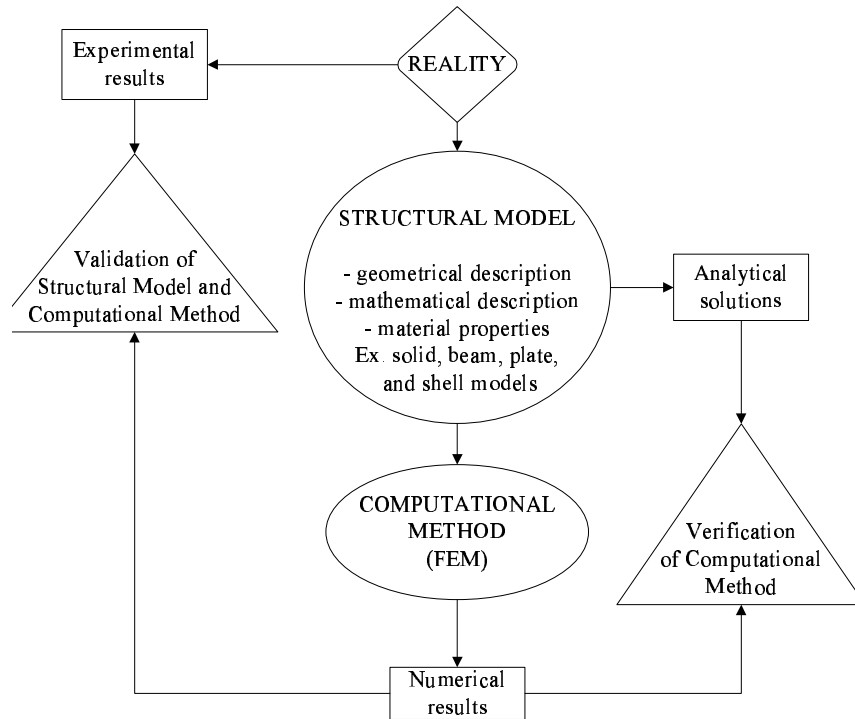 Experimental
results
REALITY
STRUCTURAL MODEL
- geometrical description
- mathematical description
- material properties
Ex. solid, beam, plate,
and shell models
Validation of
Structural Model and
Computational Method
Analytical
solutions
COMPUTATIONAL
METHOD
(FEM)
Verification
of Computational
Method
Numerical
results